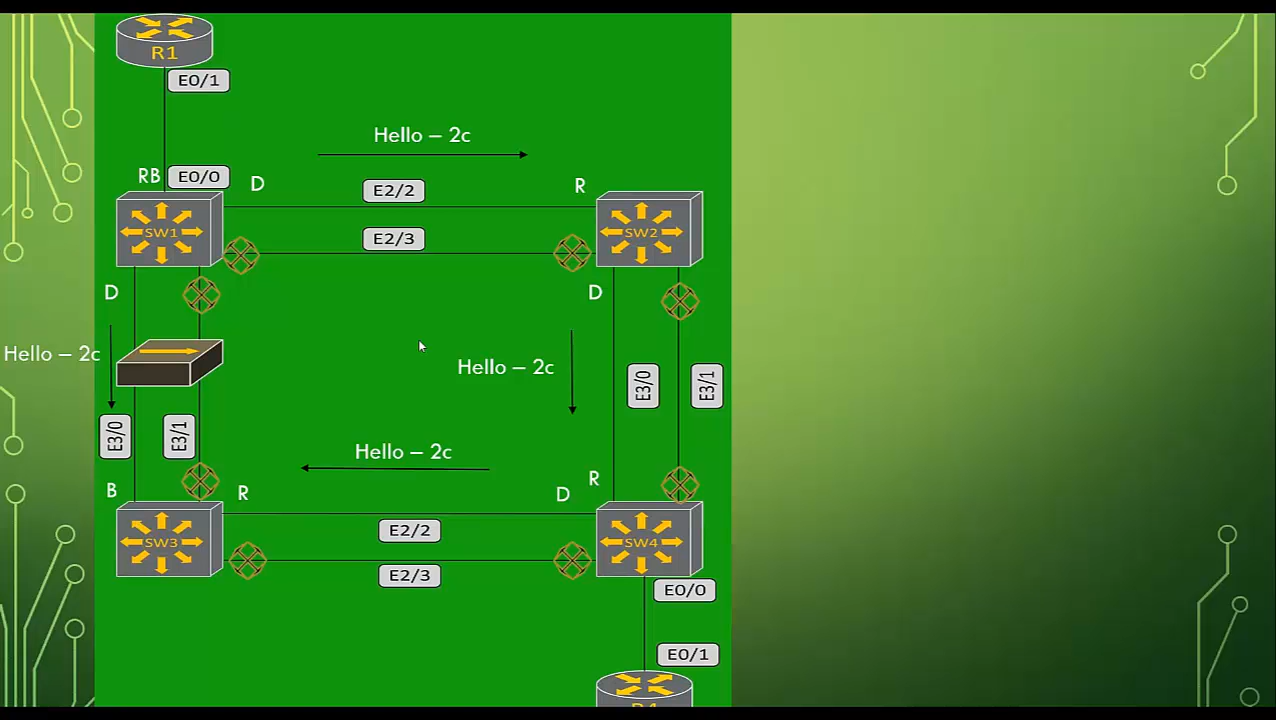 R1
E0/1
Hello – 2c
RB
E0/0
D
E2/2
R
SW1
SW2
E2/3
D
D
Hello – 2c
Hello – 2c
E3/0
E3/1
E3/0
E3/1
Hello – 2c
B
R
D
R
E2/2
SW3
SW4
E2/3
E0/0
E0/1